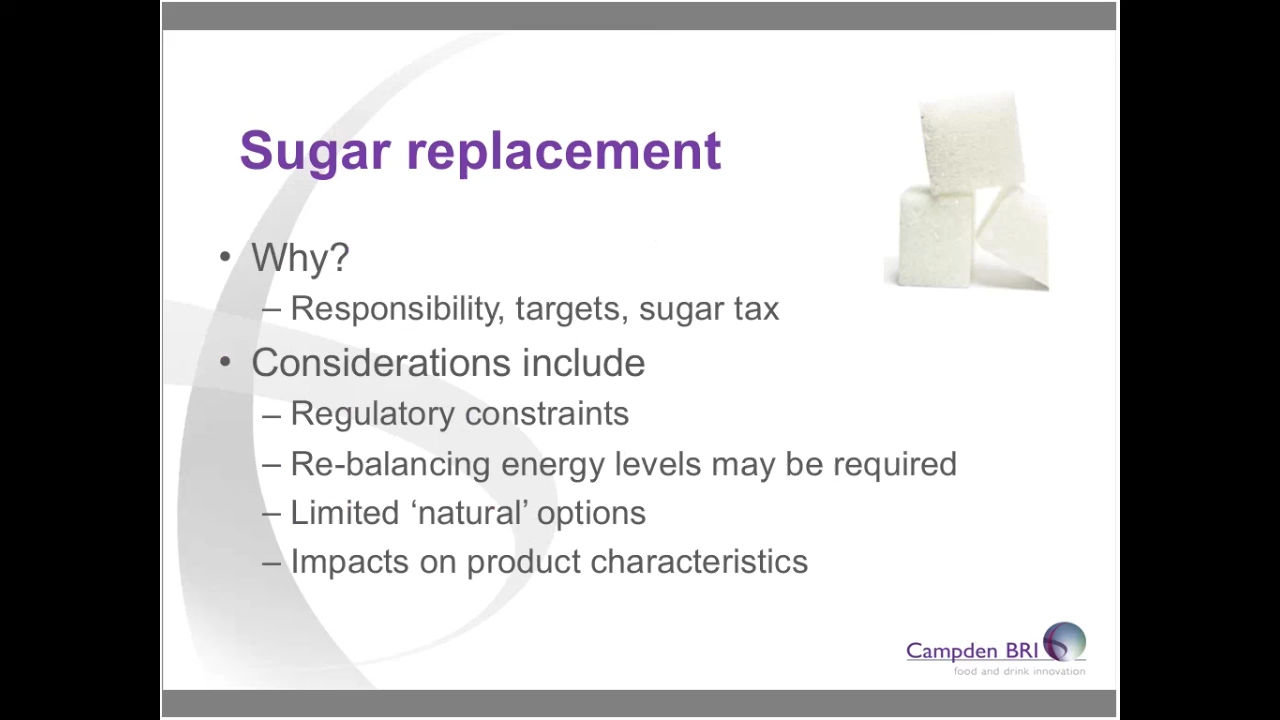 Sugar replacement
• Why?
– Responsibility, targets, sugar tax
• Considerations include
– Regulatory constraints
– Re-balancing energy levels may be required
– Limited ‘natural’ options
– Impacts on product characteristics
Campden BRI
food and drink innovation